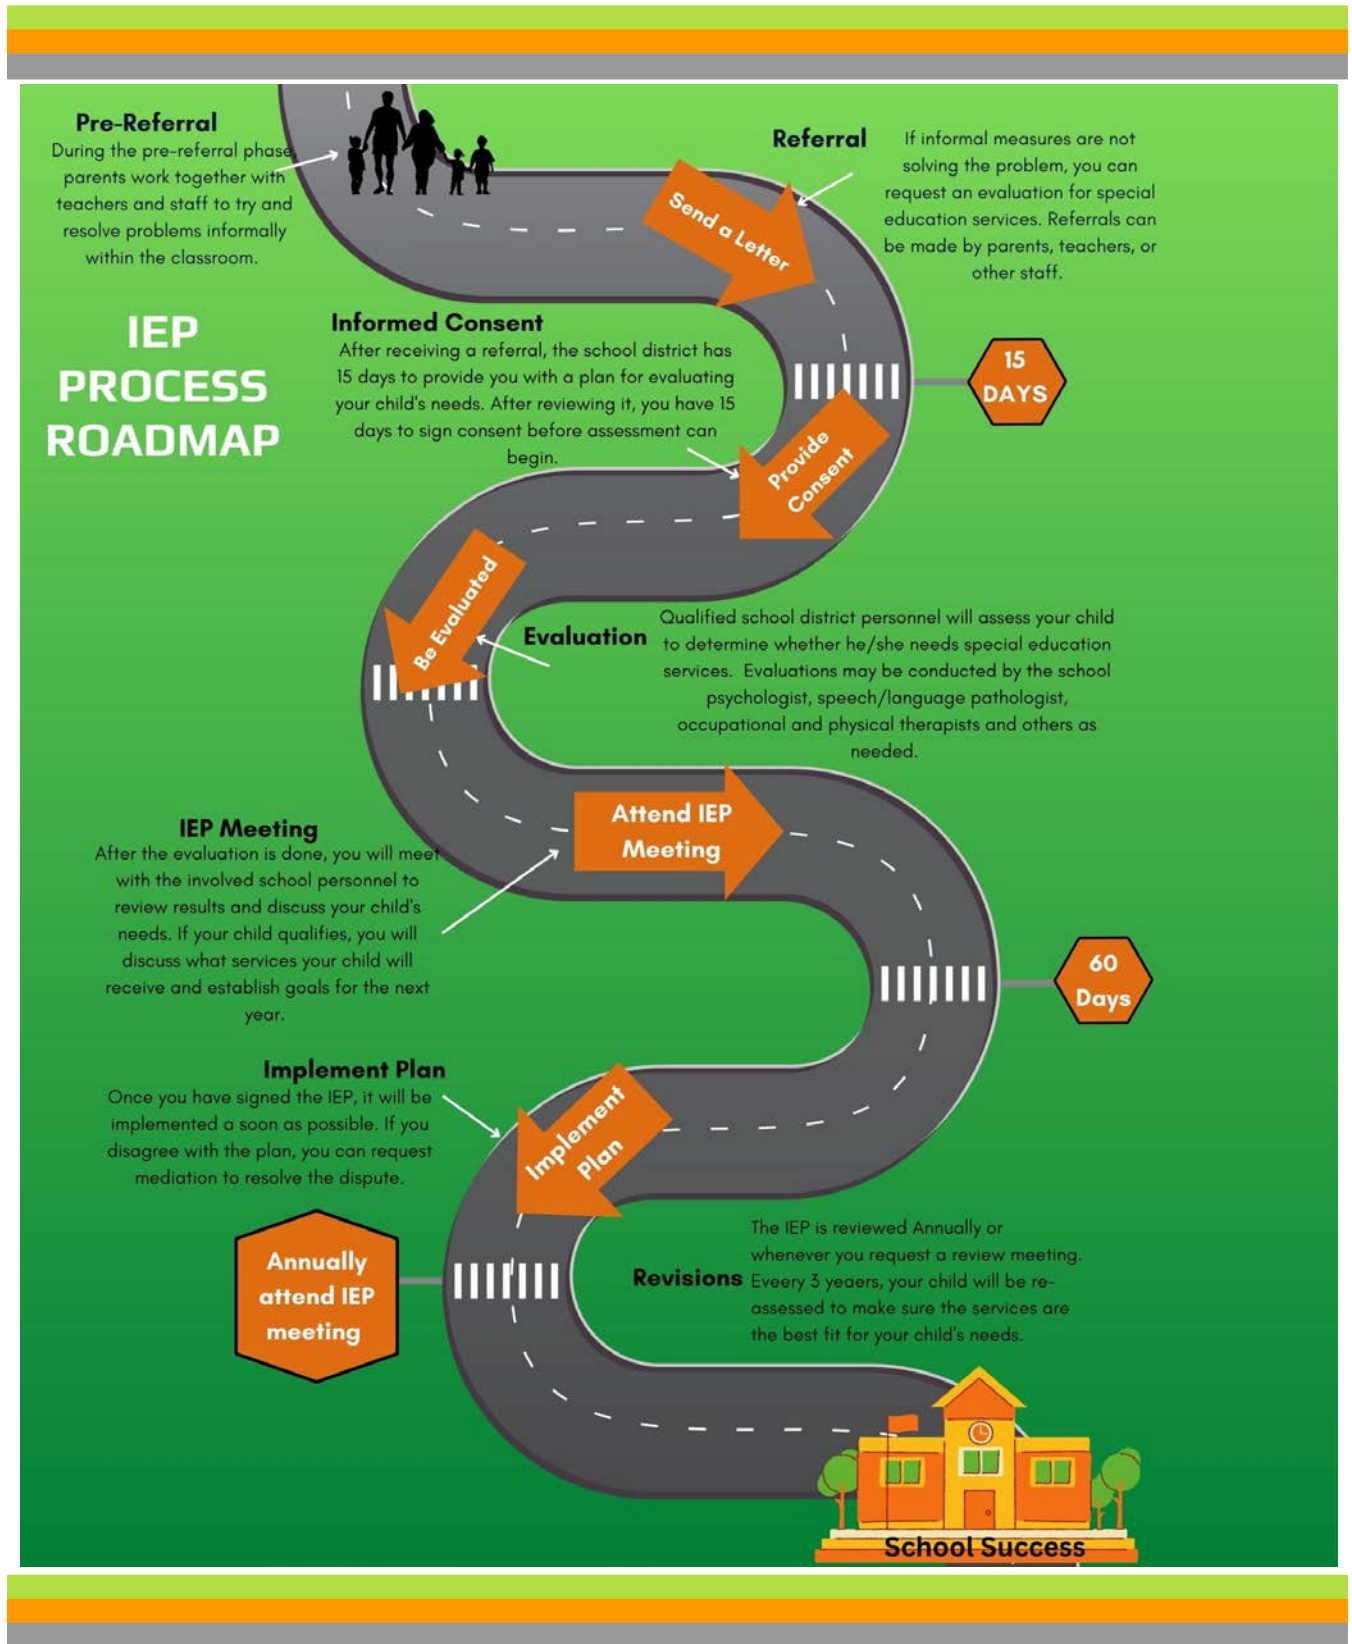 Pre-Referral
During the pre-referral phase,
parents work together with
teachers and staff to try and
resolve problems informally
within the classroom.
Send a Letter
Referral
If informal measures are not
solving the problem, you can
request an evaluation for special
education services. Referrals can
be made by parents, teachers, or
other staff.
IEP
PROCESS
ROADMAP
Informed Consent
After receiving a referral, the school district has
15 days to provide you with a plan for evaluating
your child's needs. After reviewing it, you have 15
days to sign consent before assessment can
begin.
15
DAYS
Provide
Consent
Be Evaluated
Evaluation
Qualified school district personnel will assess your child
to determine whether he/she needs special education
services. Evaluations may be conducted by the school
psychologist, speech/language pathologist,
occupational and physical therapists and others as
needed.
Attend IEP
Meeting
IEP Meeting
After the evaluation is done, you will meet
with the involved school personnel to
review results and discuss your child's
needs. If your child qualifies, you will
discuss what services your child will
receive and establish goals for the next
year.
60
Days
Implement Plan
Once you have signed the IEP, it will be
implemented a soon as possible. If you
disagree with the plan, you can request
mediation to resolve the dispute.
Implement
Plan
Annually
attend IEP
meeting
Revisions
The IEP is reviewed Annually or
whenever you request a review meeting.
Eveery 3 yeaers, your child will be re-
assessed to make sure the services are
the best fit for your child's needs.
School Success